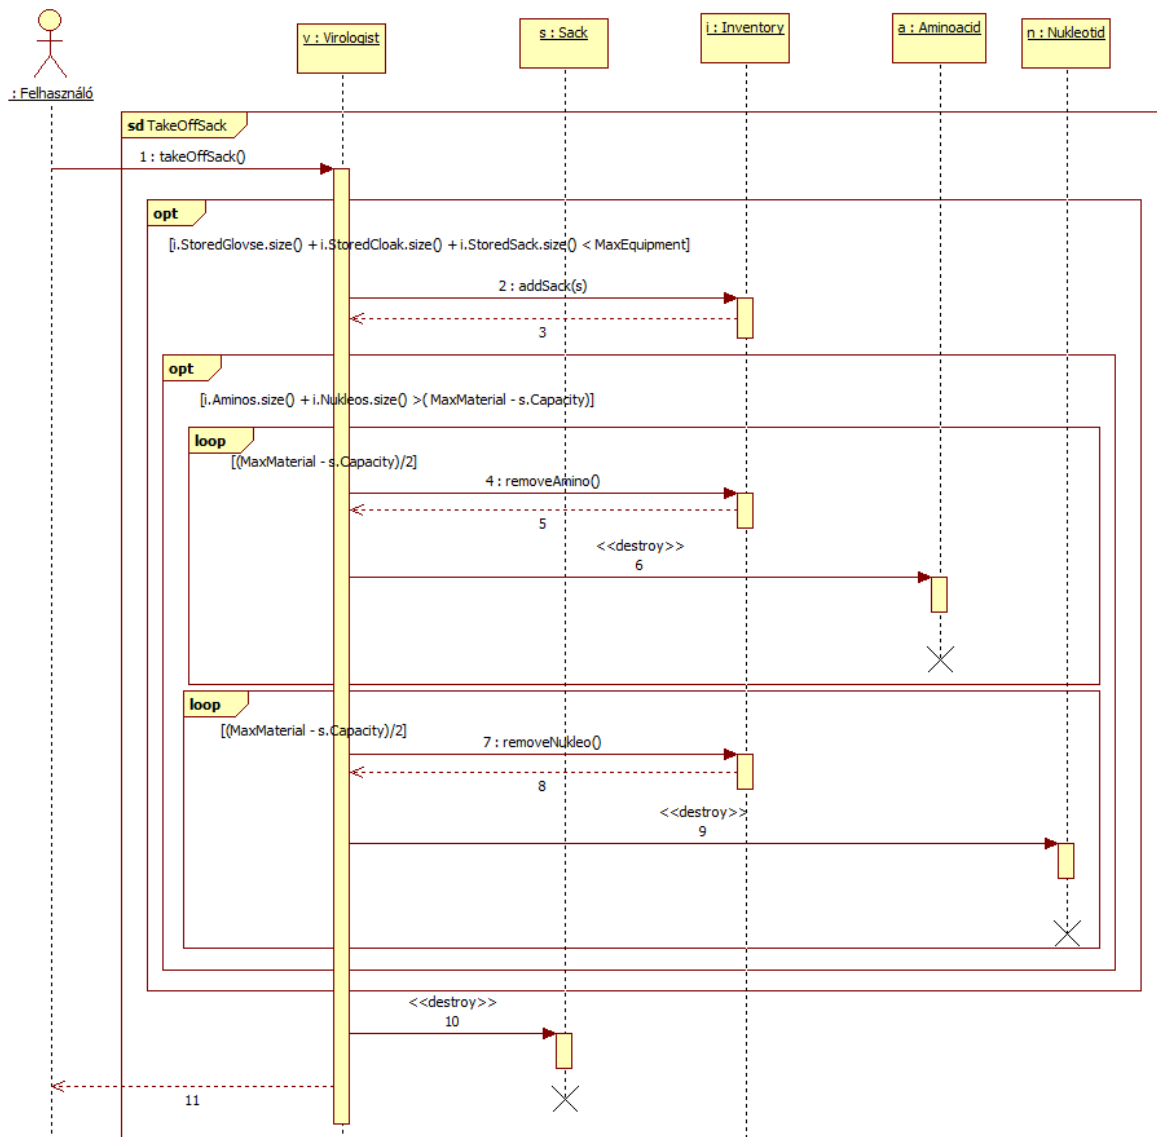 : Felhasználó
v : Virologist
s : Sack
i : Inventory
a : Aminoacid
n : Nukleotid
sd TakeOffSack
1 : takeOffSack()
opt
[i.StoredGlovse.size() + i.StoredCloak.size() + i.StoredSack.size() < MaxEquipment]
2 : addSack(s)
3
opt
[i.Aminos.size() + i.Nukleos.size() >( MaxMaterial - s.Capacity)]
loop
[(MaxMaterial - s.Capacity)/2]
4 : removeAmino()
5
<<destroy>>
6
loop
[(MaxMaterial - s.Capacity)/2]
7 : removeNukleo()
8
<<destroy>>
9
<<destroy>>
10
11